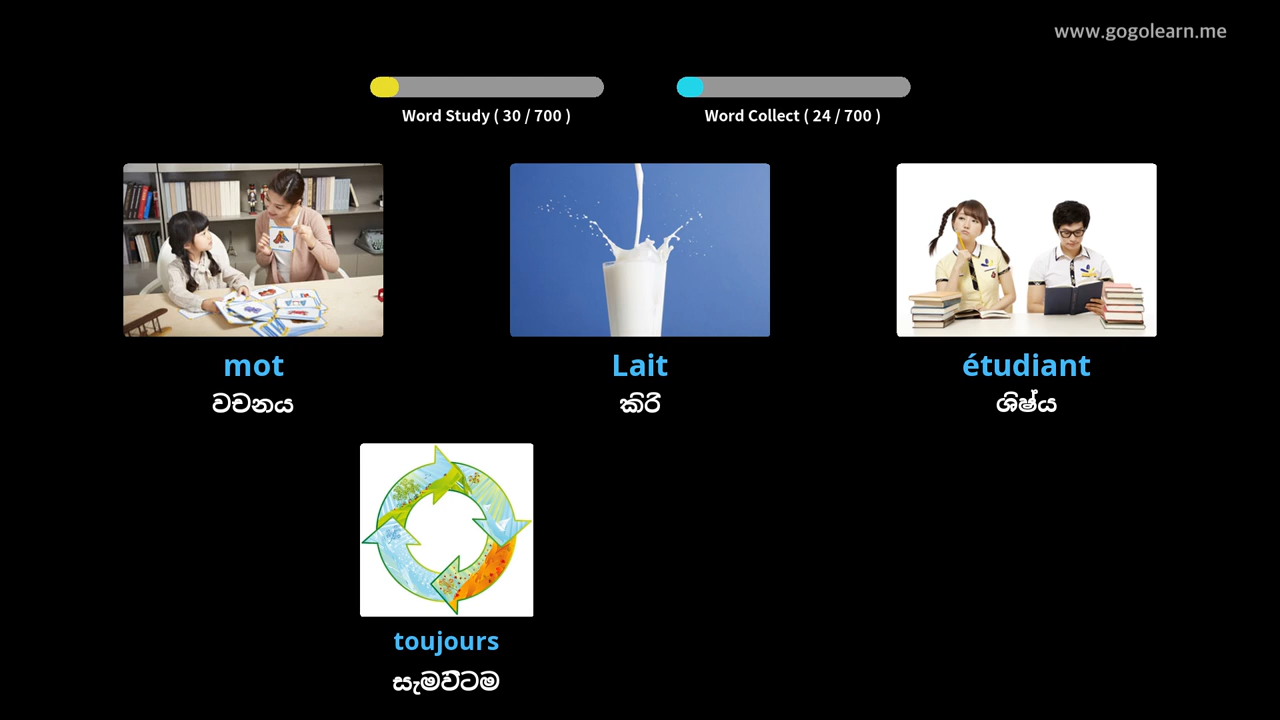 www.gogolearn.me
Word Study ( 30 / 700 )
Word Collect ( 24 / 700 )
mot
වචනය
Lait
කිරි
étudiant
ශිෂ්ය
toujours
සැමවිටම